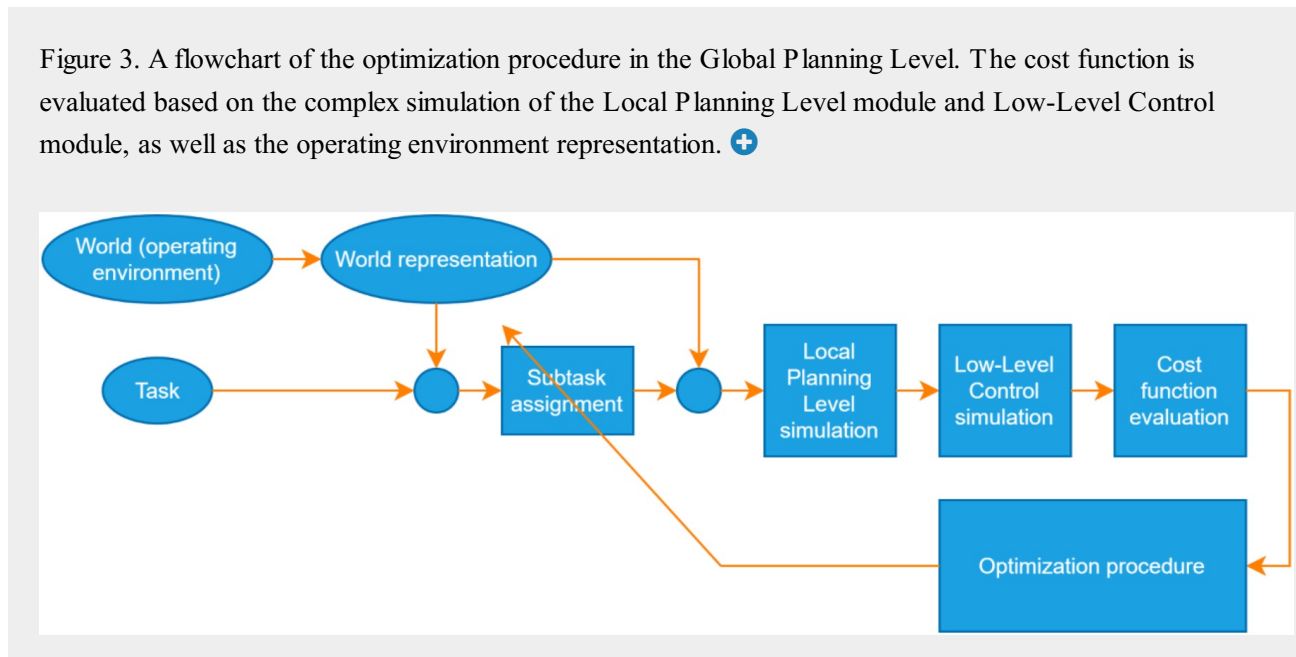 Figure 3. A flowchart of the optimization procedure in the Global Planning Level. The cost function is
evaluated based on the complex simulation of the Local Planning Level module and Low-Level Control
module, as well as the operating environment representation.
World (operating
environment)
World representation
Task
Subtask
assignment
Local
Planning
Level
simulation
Low-Level
Control
simulation
Cost
function
evaluation
Optimization procedure